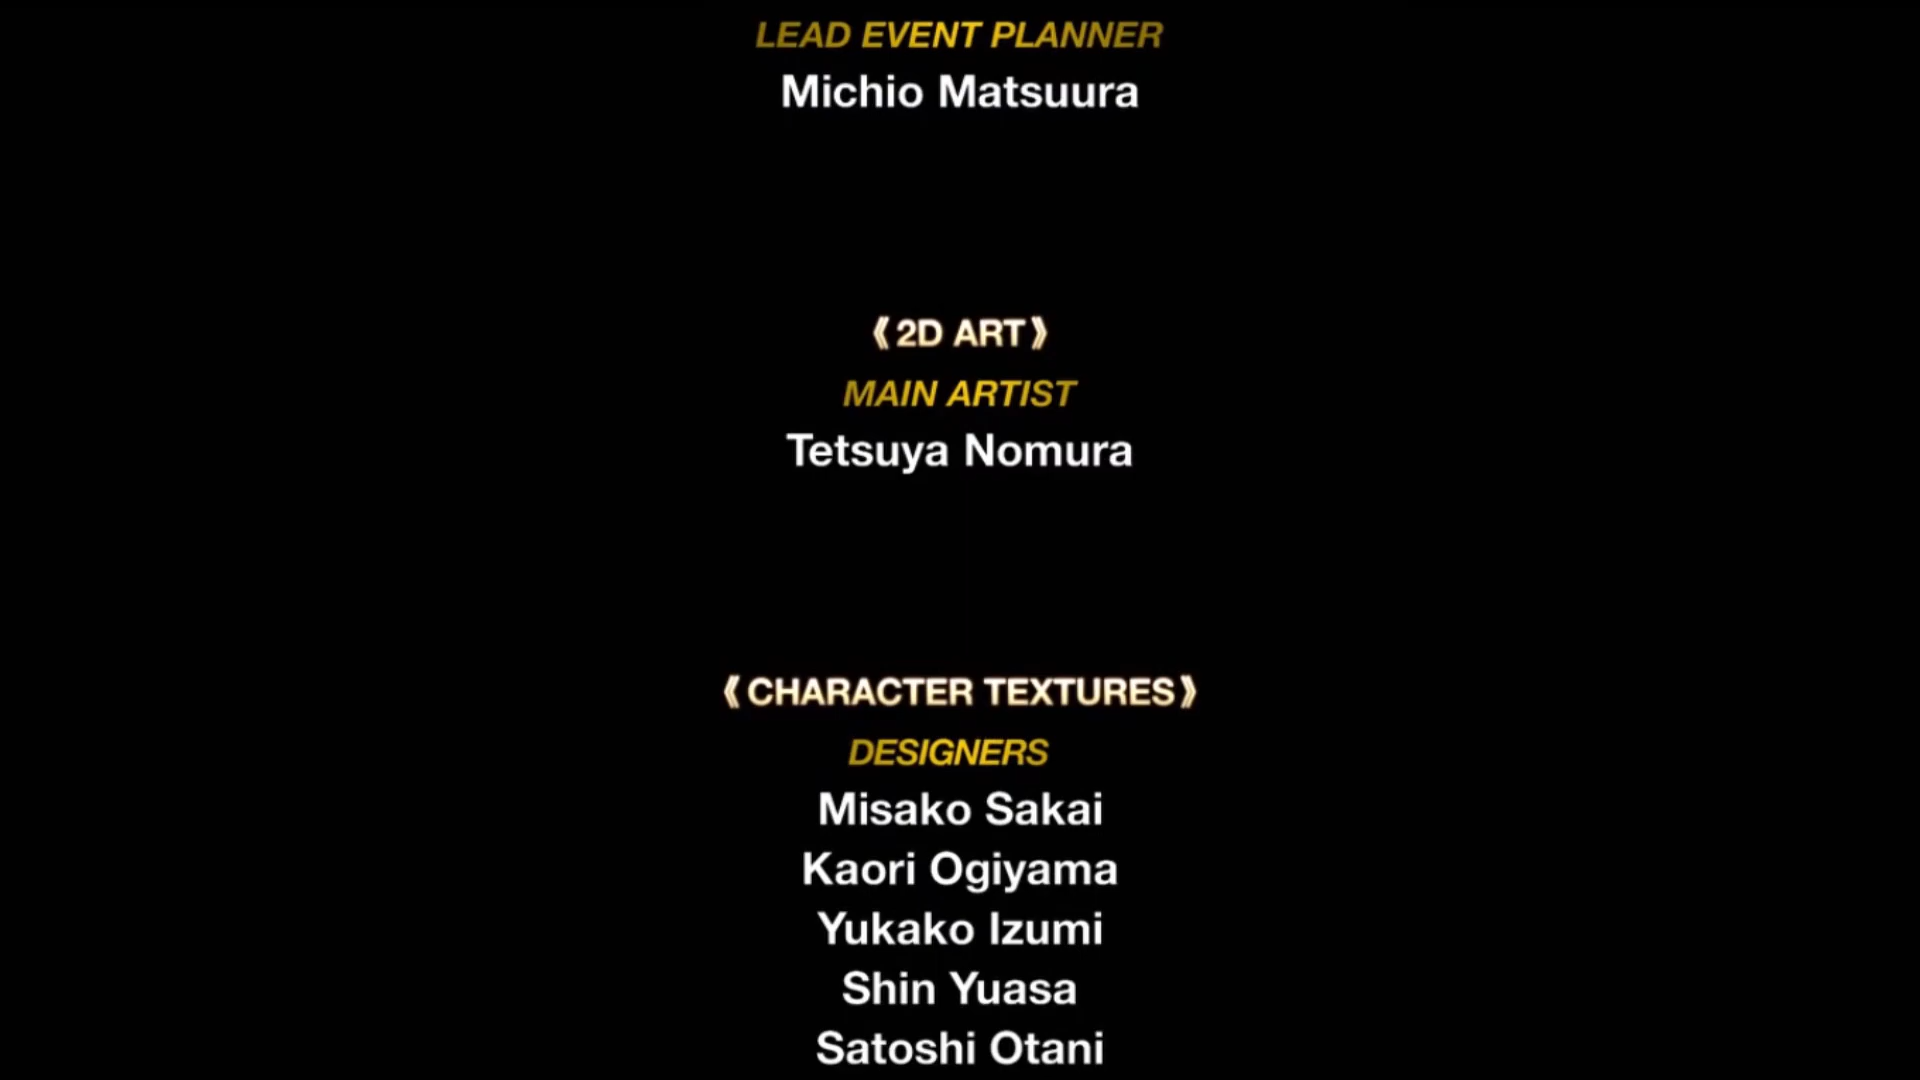 LEAD EVENT PLANNER
Michio Matsuura
《2D ART》
MAIN ARTIST
Tetsuya Nomura
《CHARACTER TEXTURES》
DESIGNERS
Misako Sakai
Kaori Ogiyama
Yukako Izumi
Shin Yuasa
Satoshi Otani